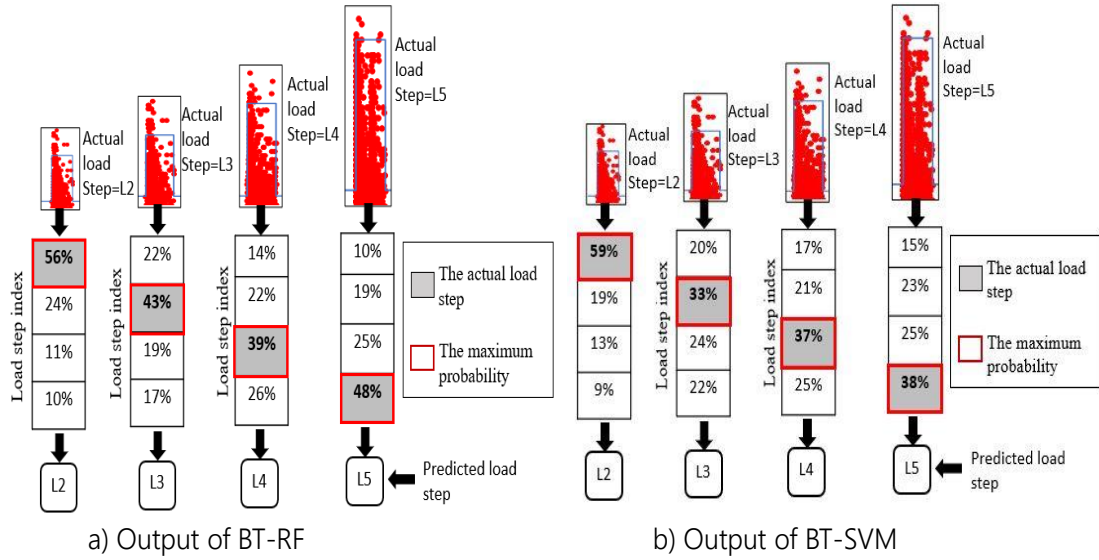 Actual
load
Step=L2
Actual
load
Step=L3
Actual
load
Step=L4
Actual
load
Step=L5
Load step index
56%
24%
11%
10%
L2
Load step index
22%
43%
19%
17%
L3
Load step index
14%
22%
39%
26%
L4
10%
19%
25%
48%
L5
The actual load
step
The maximum
probability
Predicted load
step
a) Output of BT-RF
Actual
load
Step=L2
Actual
load
Step=L3
Actual
load
Step=L4
Actual
load
Step=L5
59%
19%
13%
9%
L2
Load step index
20%
33%
24%
22%
L3
Load step index
17%
21%
37%
25%
L4
15%
23%
25%
38%
L5
The actual load
step
The maximum
probability
Predicted load
step
b) Output of BT-SVM